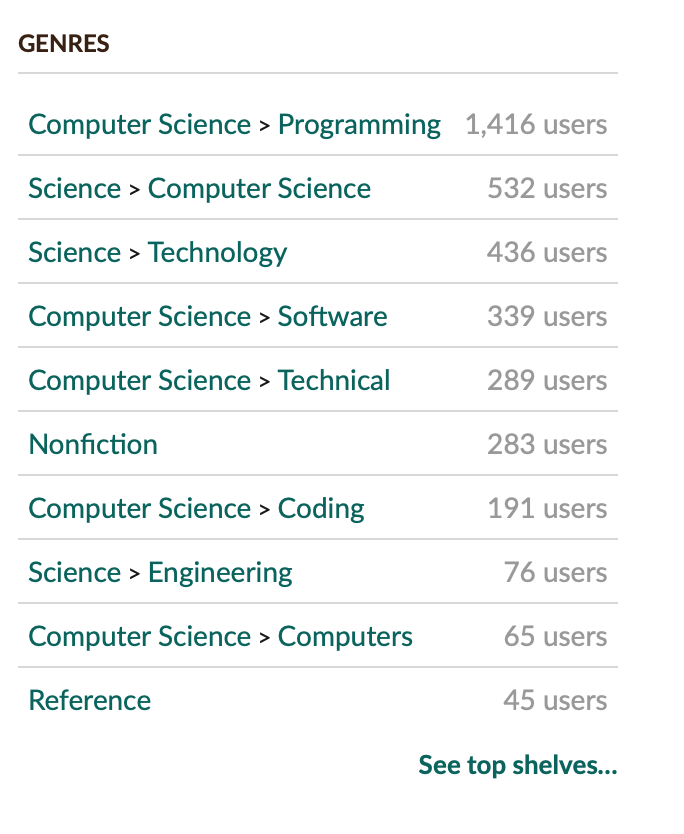 GENRES
Computer Science > Programming 1,416 users
Science > Computer Science 532 users
Science > Technology 436 users
Computer Science > Software 339 users
Computer Science > Technical 289 users
Nonfiction 283 users
Computer Science > Coding 191 users
Science > Engineering 76 users
Computer Science > Computers 65 users
Reference 45 users
See top shelves…